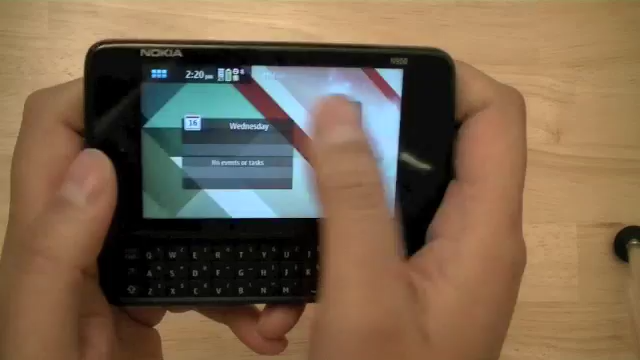 NOKIA
N900
2:20 pm
16
Wednesday
No events or tasks
Q W E R T Y U
A S D F G H J K
Z X C V B N M